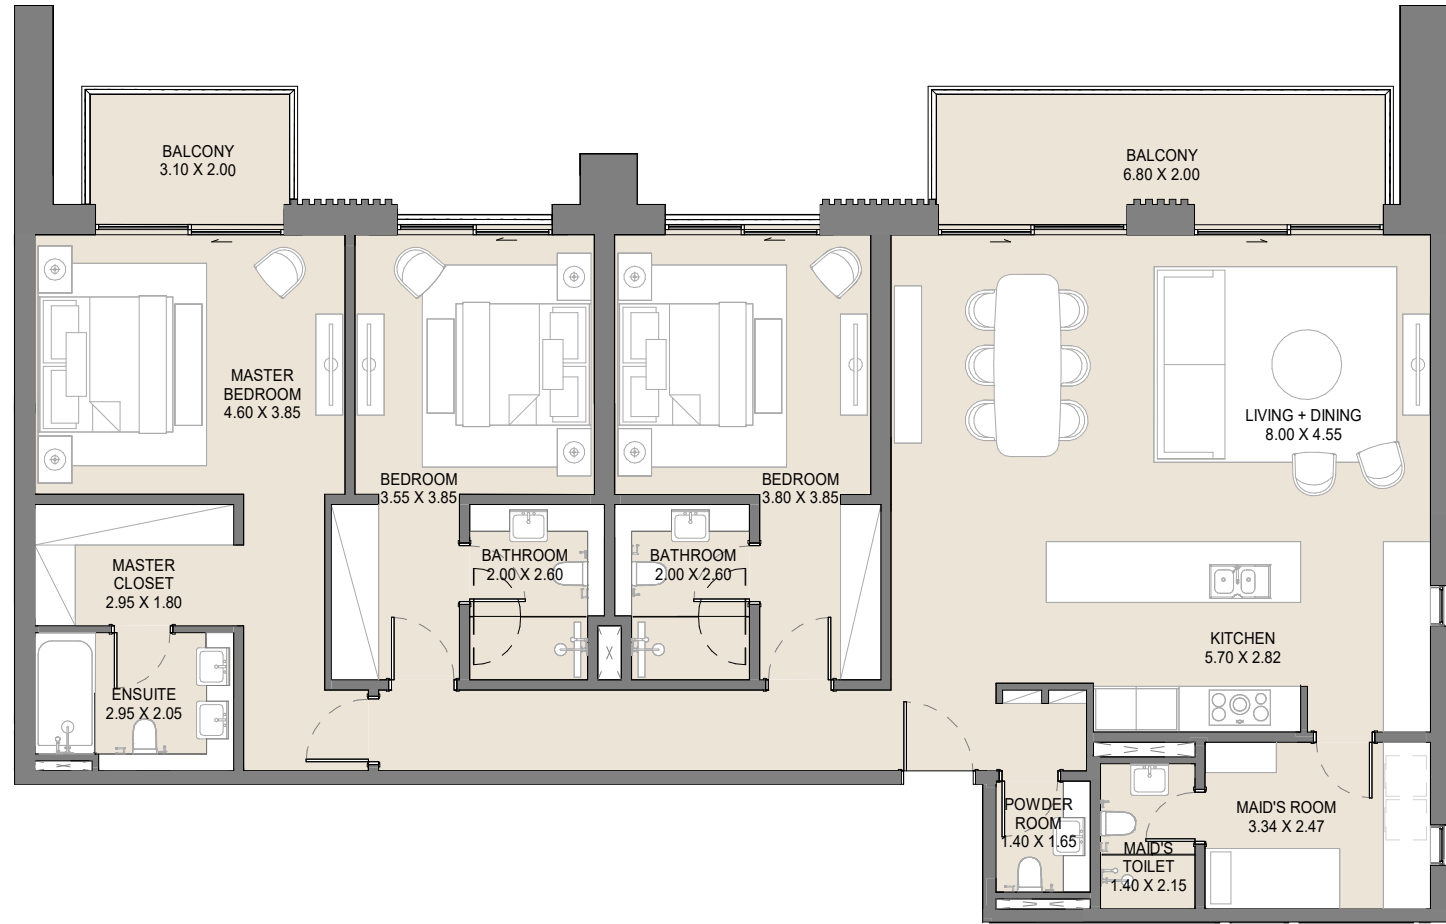 BALCONY
3.10 X 2.00
BALCONY
6.80 X 2.00
MASTER
BEDROOM
4.60 X 3.85
BEDROOM
3.55 X 3.85
BEDROOM
3.80 X 3.85
LIVING + DINING
8.00 X 4.55
MASTER
CLOSET
2.95 X 1.80
BATHROOM
2.00 X 2.60
BATHROOM
2.00 X 2.60
KITCHEN
5.70 X 2.82
ENSUITE
2.95 X 2.05
POWDER
ROOM
1.40 X 1.65
MAID'S
TOILET
1.40 X 2.15
MAID'S ROOM
3.34 X 2.47